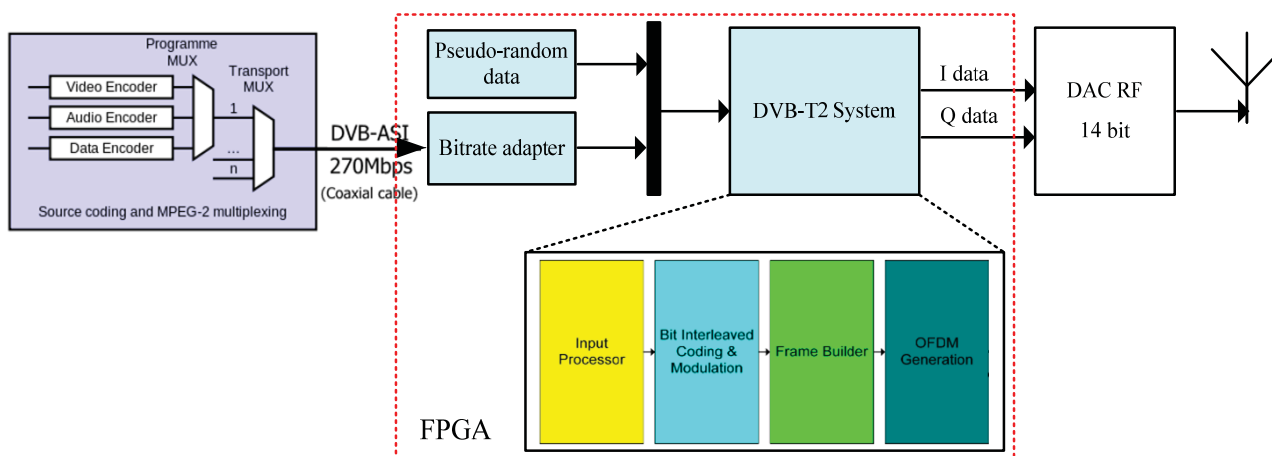 Programme
MUX
Transport
MUX
Video Encoder
Audio Encoder
Data Encoder
1
...
n
Source coding and MPEG-2 multiplexing
DVB-ASI
270Mbps
(Coaxial cable)
Pseudo-random
data
Bitrate adapter
DVB-T2 System
I data
Q data
DAC RF
14 bit
Input
Processor
Bit Interleaved
Coding &
Modulation
Frame Builder
OFDM
Generation
FPGA